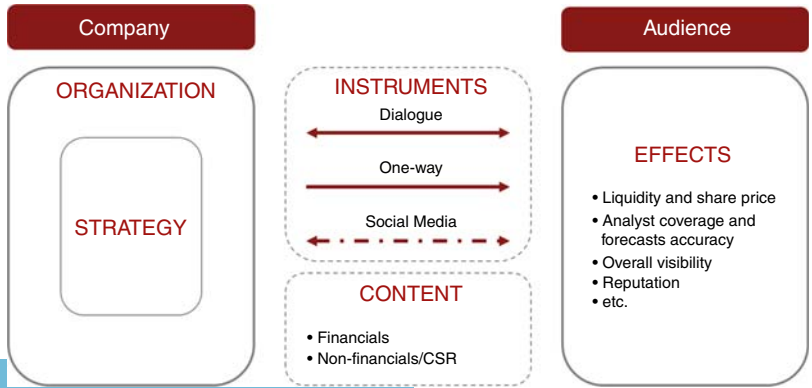 Company
ORGANIZATION
STRATEGY
INSTRUMENTS
Dialogue
One-way
Social Media
CONTENT
• Financials
• Non-financials/CSR
Audience
EFFECTS
• Liquidity and share price
• Analyst coverage and
forecasts accuracy
• Overall visibility
• Reputation
• etc.